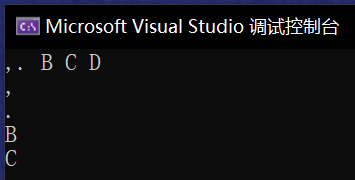 Microsoft Visual Studio 调试控制台
,. B C D
,
.
B
C